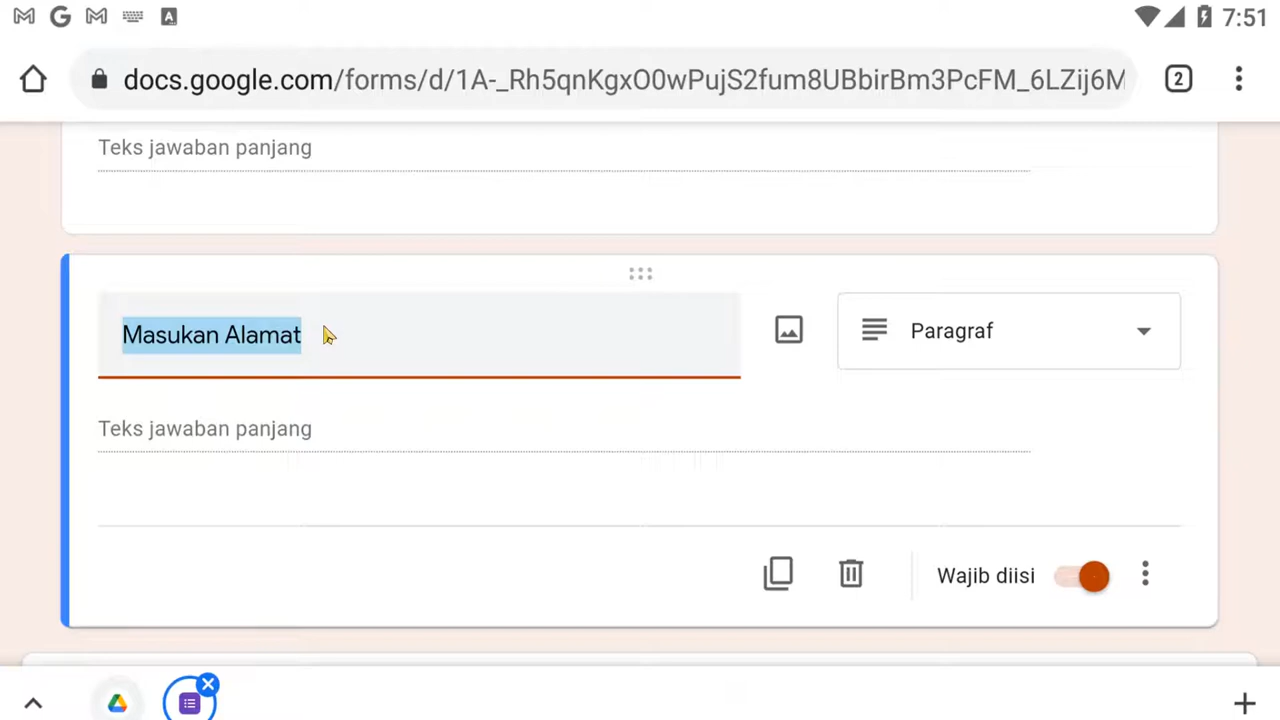 7:51
docs.google.com/forms/d/1A-_Rh5qnKgxO0wPujS2fum8UBbirBm3PcFM_6LZij6M
2
Teks jawaban panjang
Masukan Alamat
Paragraf
Teks jawaban panjang
Wajib diisi